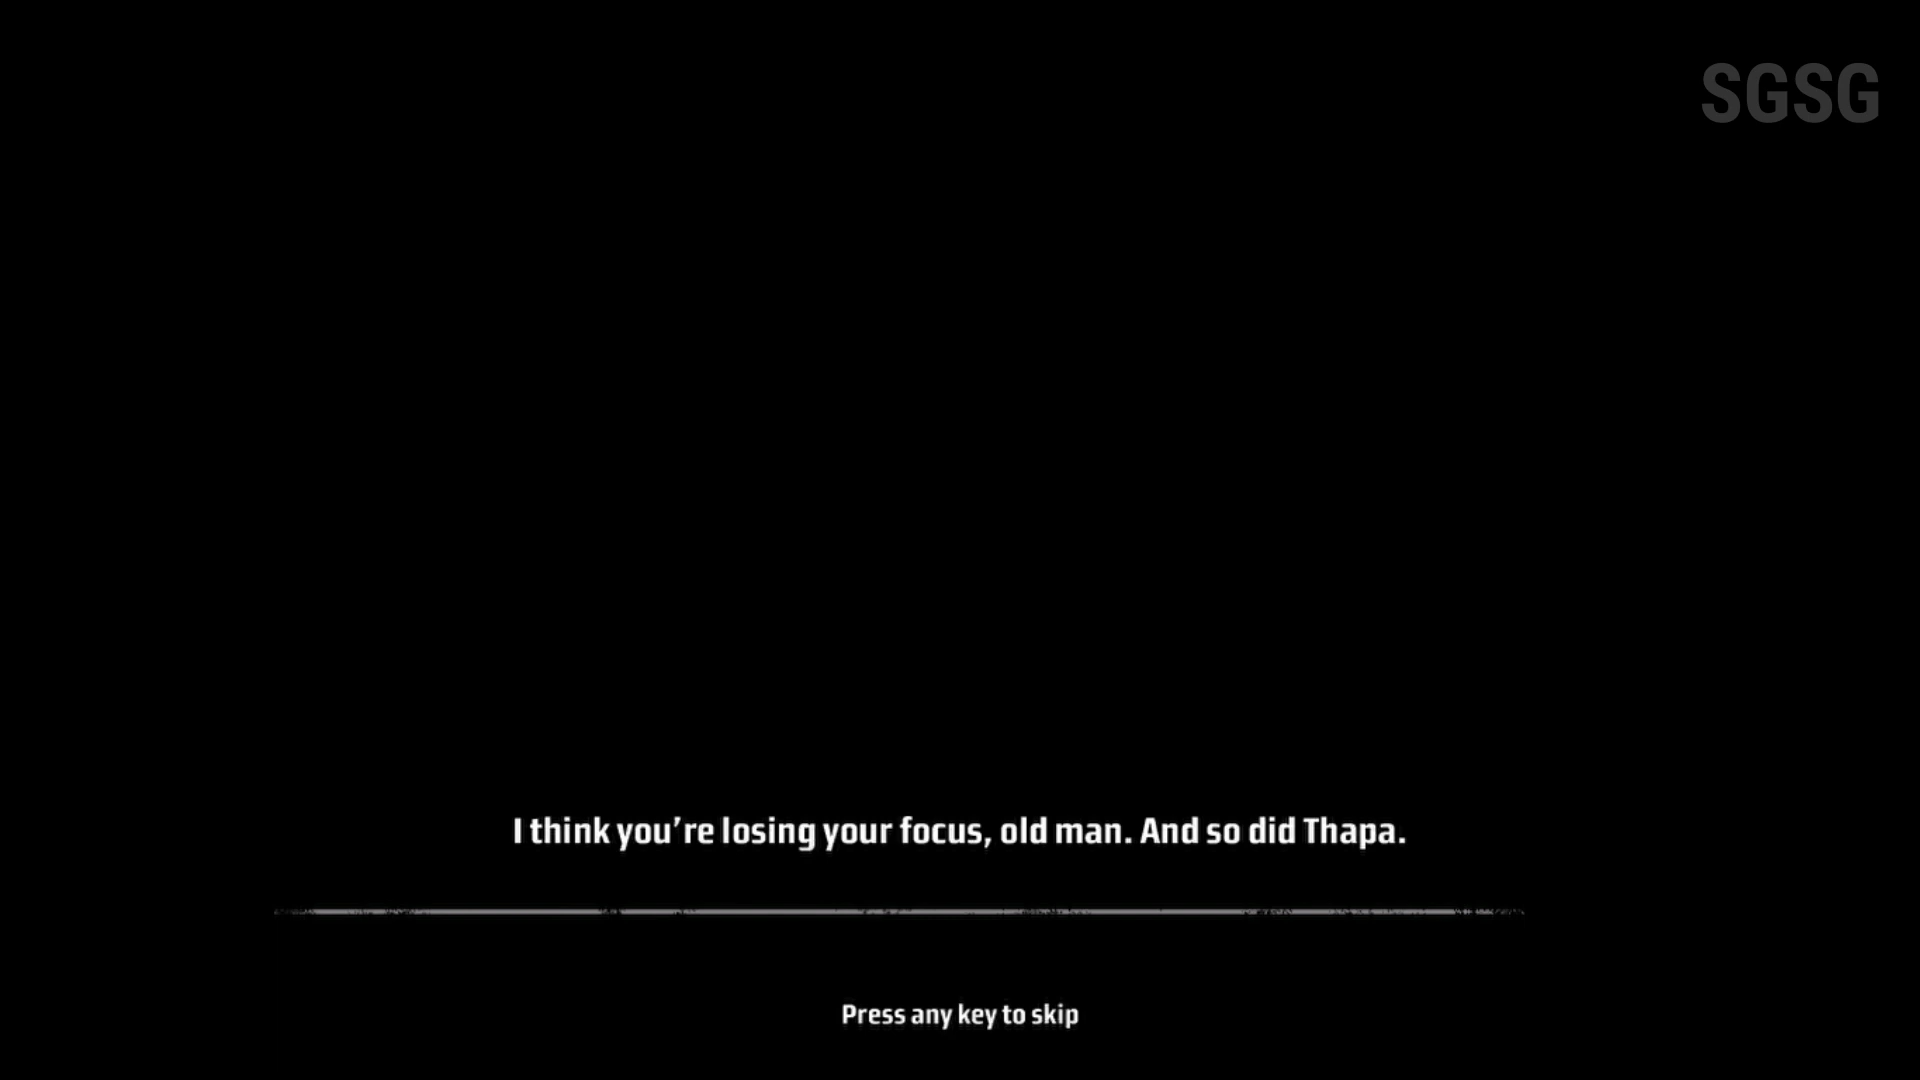 SGSG
I think you’re losing your focus, old man. And so did Thapa.
Press any key to skip